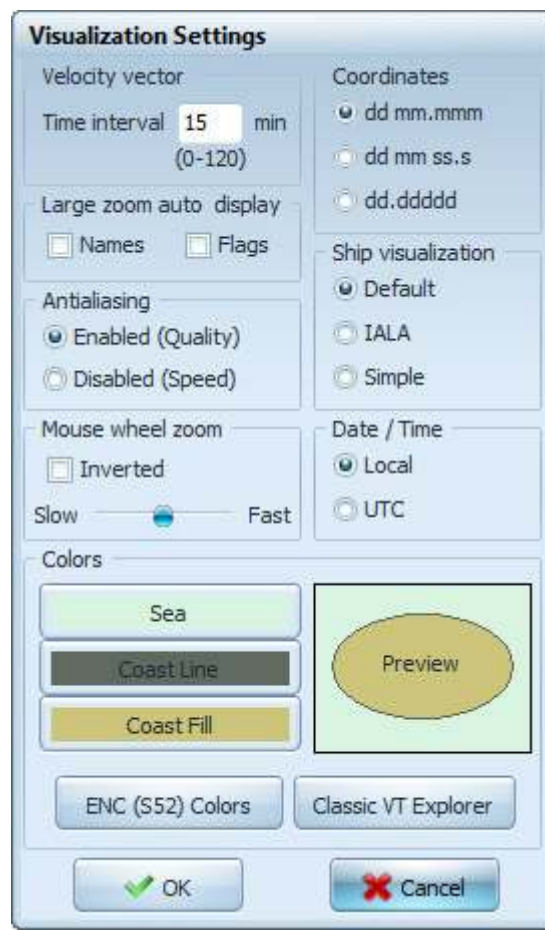 Visualization Settings
Velocity vector
Time interval 15 min
(0-120)
Large zoom auto display
Names Flags
Antialiasing
Enabled (Quality)
Disabled (Speed)
Mouse wheel zoom
Inverted
Slow Fast
Coordinates
dd mm.mmm
dd mm ss.s
dd.ddddd
Ship visualization
Default
IALA
Simple
Date / Time
Local
UTC
Colors
Sea
Coast Line
Coast Fill
Preview
ENC (S52) Colors
Classic VT Explorer
OK
Cancel